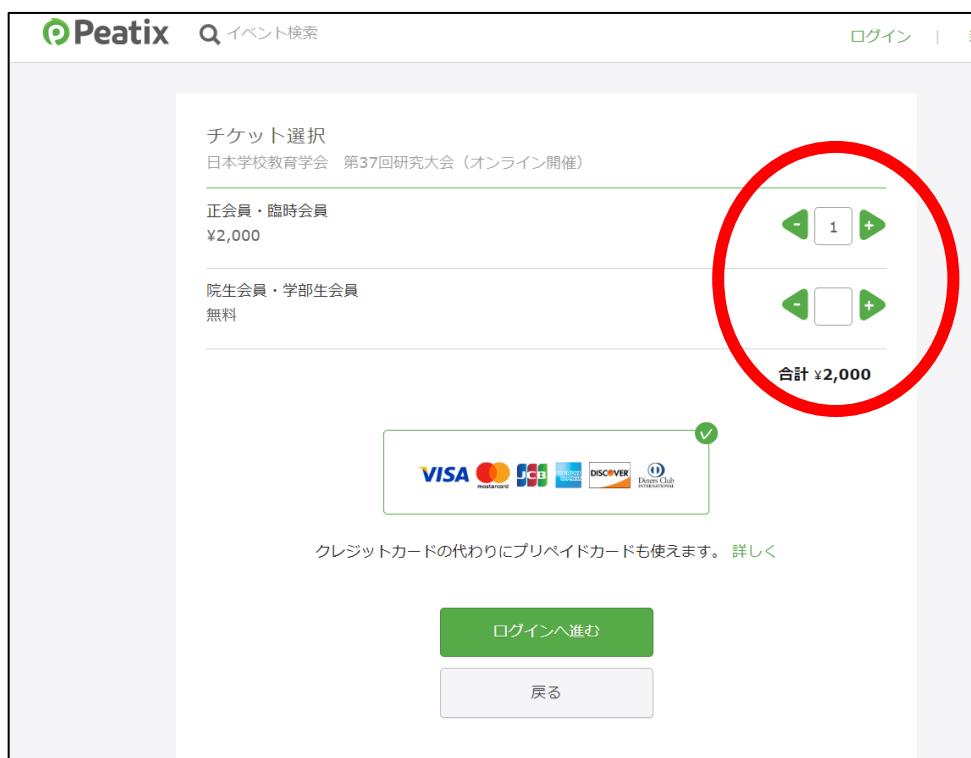 Peatix イベント検索 ログイン |
チケット選択
日本学校教育学会 第37回研究大会（オンライン開催）
正会員・臨時会員
¥2,000
- 1 +
院生会員・学部生会員
無料
- +
合計 ¥2,000
VISA mastercard JCB DISCOVER Diners Club INTERNATIONAL
クレジットカードの代わりにプリペイドカードも使えます。 詳しく
ログインへ進む
戻る